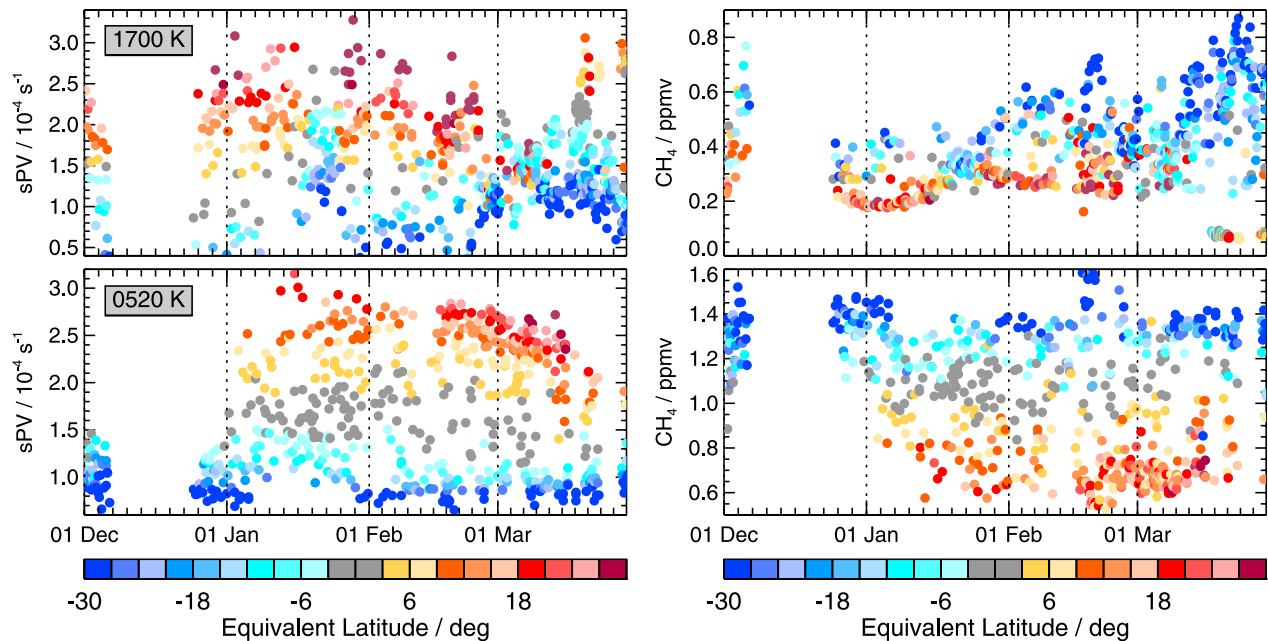 1700 K
sPV / 10⁻⁴ s⁻¹
3.0
2.5
2.0
1.5
1.0
0.5
CH₄ / ppmv
0.8
0.6
0.4
0.2
0.0
0520 K
sPV / 10⁻⁴ s⁻¹
3.0
2.5
2.0
1.5
1.0
01 Dec 01 Jan 01 Feb 01 Mar
CH₄ / ppmv
1.6
1.4
1.2
1.0
0.8
0.6
01 Dec 01 Jan 01 Feb 01 Mar
-30 -18 -6 6 18
Equivalent Latitude / deg
-30 -18 -6 6 18
Equivalent Latitude / deg